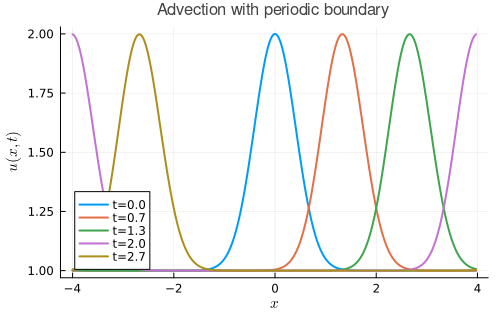 Advection with periodic boundary
u(x, t)
2.00
1.75
1.50
1.25
1.00
t=0.0
t=0.7
t=1.3
t=2.0
t=2.7
−4
−2
0
2
4
x